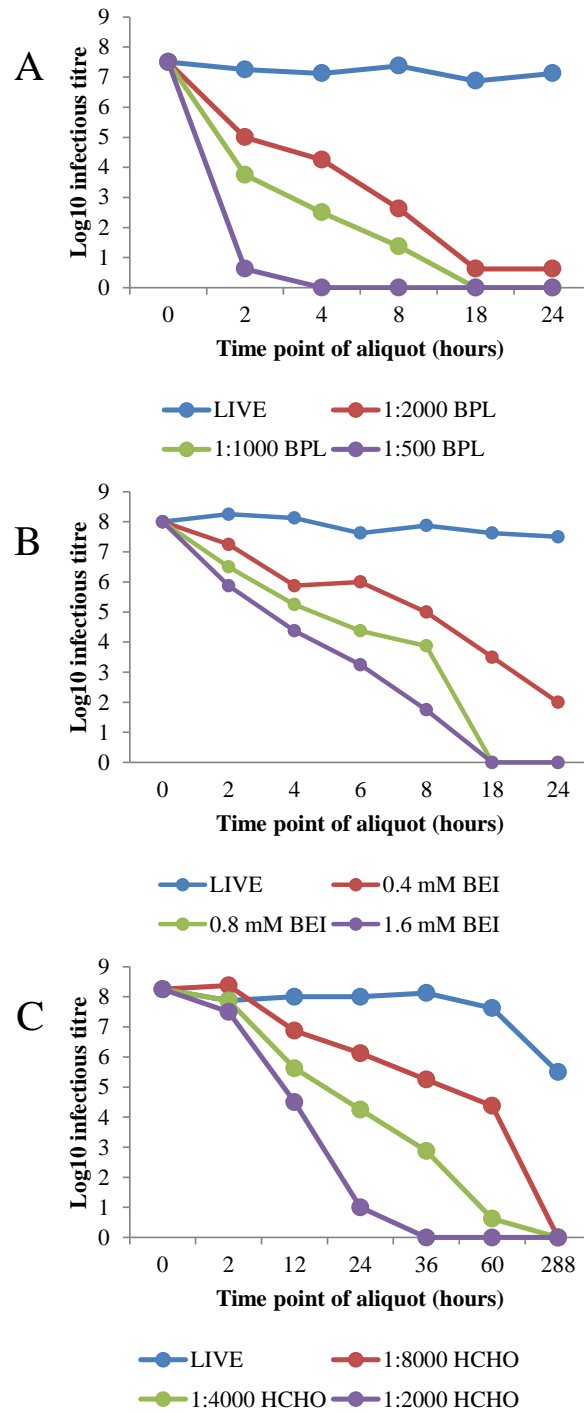 A
Log10 infectious titre
9
8
7
6
5
4
3
2
1
0
0 2 4 8 18 24
Time point of aliquot (hours)
LIVE 1:2000 BPL
1:1000 BPL 1:500 BPL
B
Log10 infectious titre
9
8
7
6
5
4
3
2
1
0
0 2 4 6 8 18 24
Time point of aliquot (hours)
LIVE 0.4 mM BEI
0.8 mM BEI 1.6 mM BEI
C
Log10 infectious titre
9
8
7
6
5
4
3
2
1
0
0 2 12 24 36 60 288
Time point of aliquot (hours)
LIVE 1:8000 HCHO
1:4000 HCHO 1:2000 HCHO